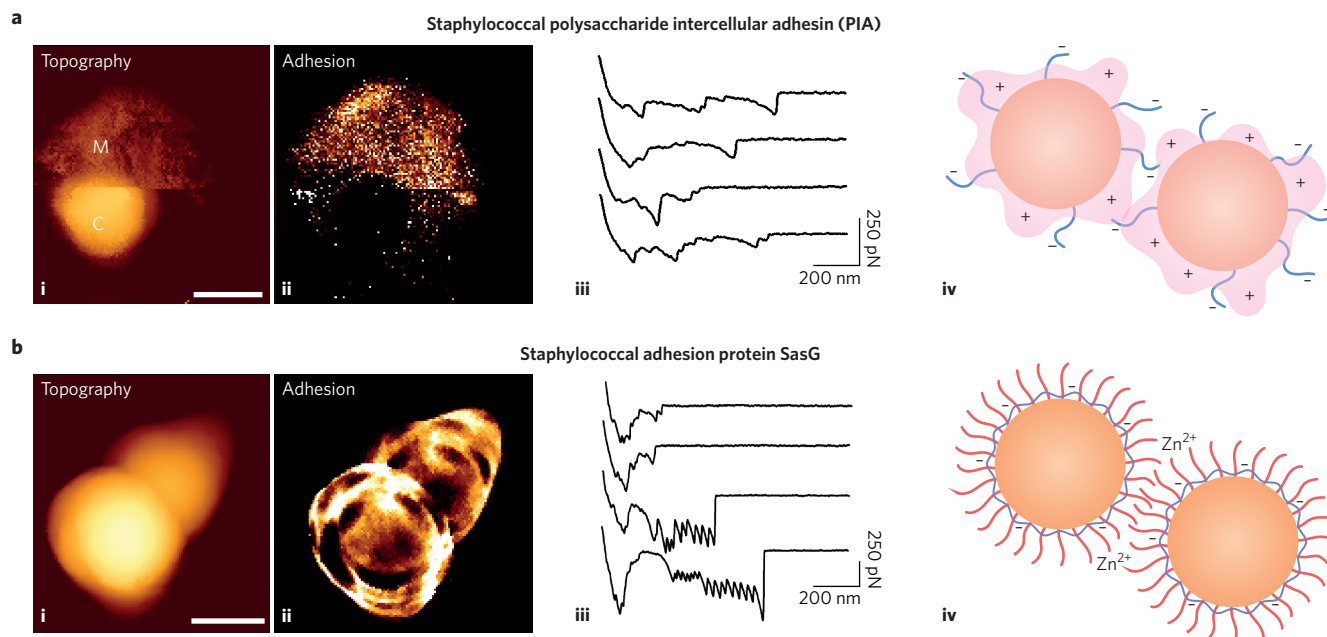 a
Staphylococcal polysaccharide intercellular adhesin (PIA)
Topography
M
C
i
Adhesion
ii
250 pN
200 nm
iii
− − − − − − − − − − − −
+ + + + + + + + +
iv
b
Staphylococcal adhesion protein SasG
Topography
i
Adhesion
ii
250 pN
200 nm
iii
Zn²⁺
Zn²⁺
− − − − − − − − − − − −
iv